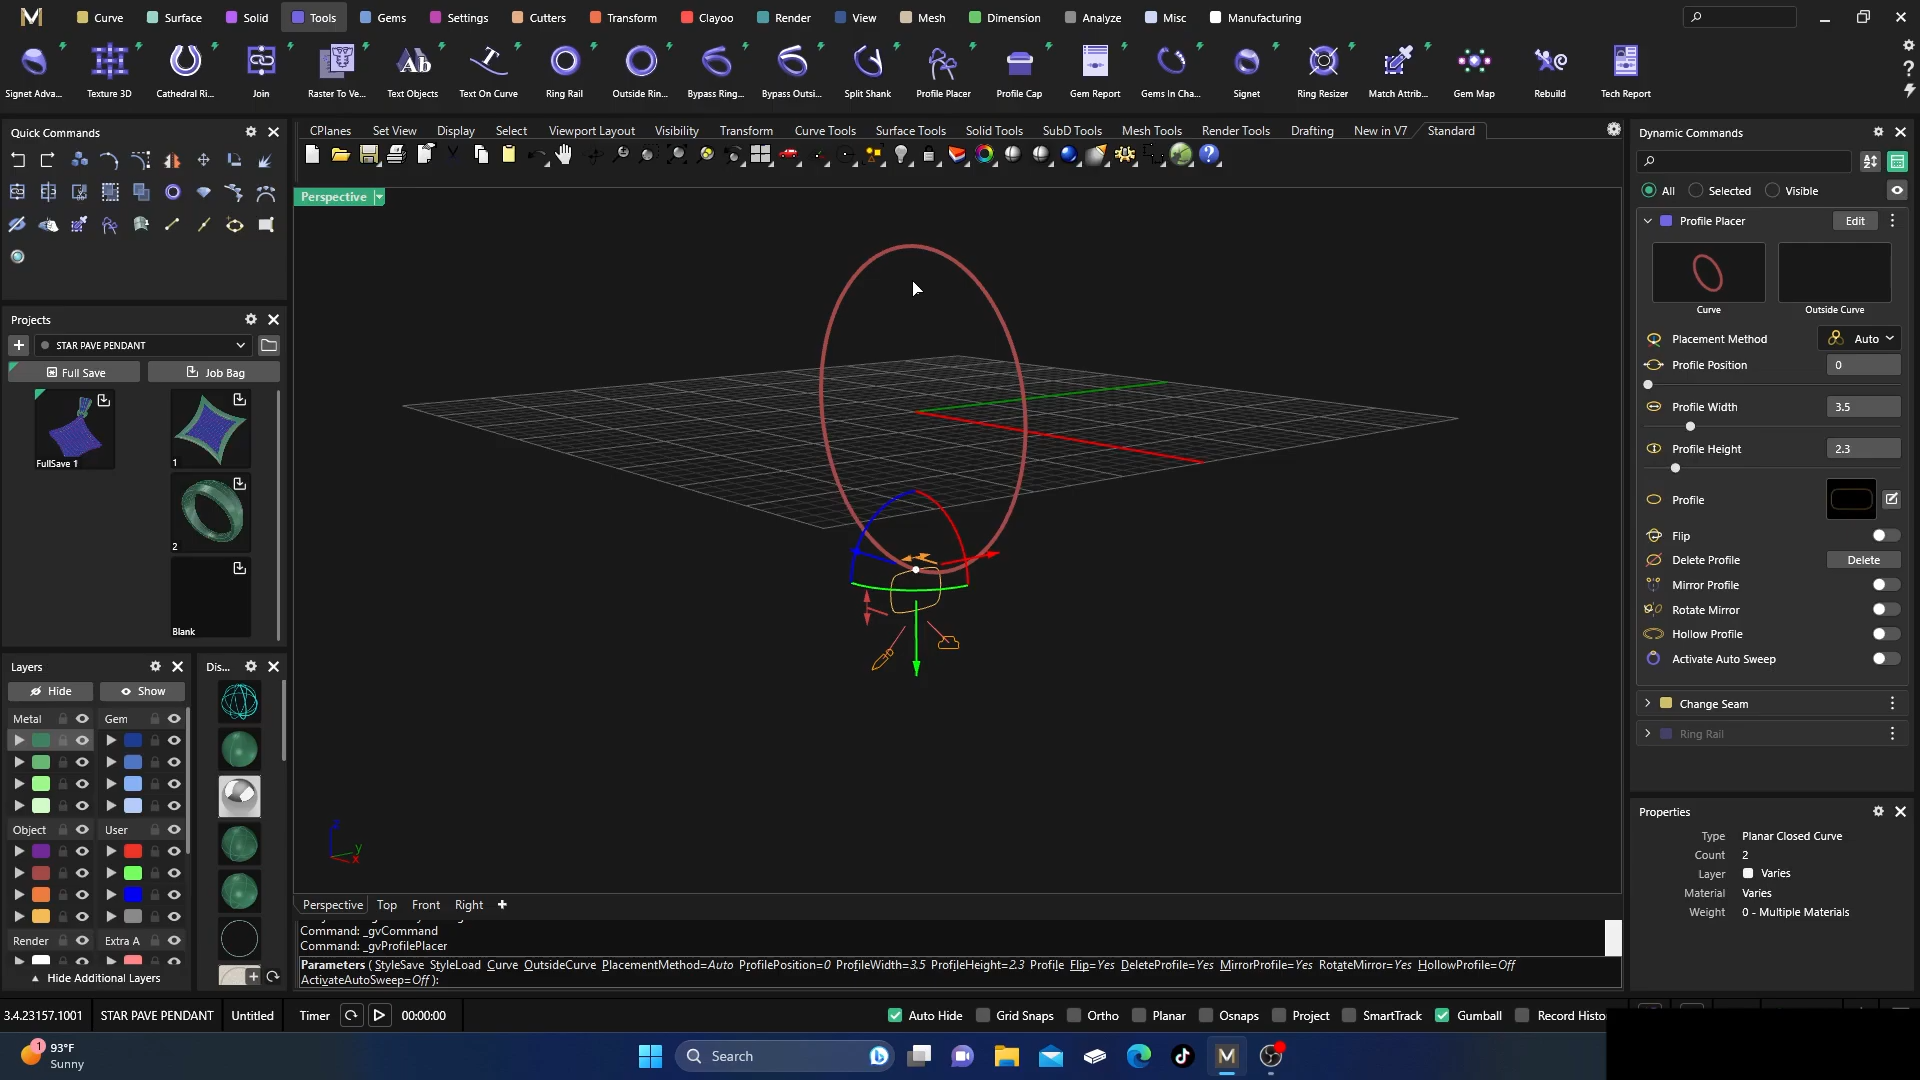 Curve Surface Solid Tools Gems Settings Cutters Transform Clayoo Render View Mesh Dimension Analyze Misc Manufacturing
Signet Adva... Texture 3D Cathedral Ri... Join Raster To Ve... Text Objects Text On Curve Ring Rail Outside Rin... Bypass Ring... Bypass Outsi... Split Shank Profile Placer Profile Cap Gem Report Gems In Cha... Signet Ring Resizer Match Attrib... Gem Map Rebuild Tech Report
Quick Commands
CPlanes Set View Display Select Viewport Layout Visibility Transform Curve Tools Surface Tools Solid Tools SubD Tools Mesh Tools Render Tools Drafting New in V7 Standard
Perspective
Projects
STAR PAVE PENDANT
Full Save Job Bag
FullSave 1
1
2
Blank
Layers
Hide Show
Metal Gem
Object User
Render Extra A
Hide Additional Layers
Dis...
x
y
Perspective Top Front Right
Command: _gvCommand
Command: _gvProfilePlacer
Parameters ( StyleSave StyleLoad Curve OutsideCurve PlacementMethod=Auto ProfilePosition=0 ProfileWidth=3.5 ProfileHeight=2.3 Profile Flip=Yes DeleteProfile=Yes MirrorProfile=Yes RotateMirror=Yes HollowProfile=Off
ActivateAutoSweep=Off ):
Dynamic Commands
All Selected Visible
Profile Placer Edit
Curve Outside Curve
Placement Method Auto
Profile Position 0
Profile Width 3.5
Profile Height 2.3
Profile
Flip
Delete Profile Delete
Mirror Profile
Rotate Mirror
Hollow Profile
Activate Auto Sweep
Change Seam
Ring Rail
Properties
Type Planar Closed Curve
Count 2
Layer Varies
Material Varies
Weight 0 - Multiple Materials
3.4.23157.1001 STAR PAVE PENDANT Untitled Timer 00:00:00 Auto Hide Grid Snaps Ortho Planar Osnaps Project SmartTrack Gumball Record Histo
1
93°F
Sunny
Search